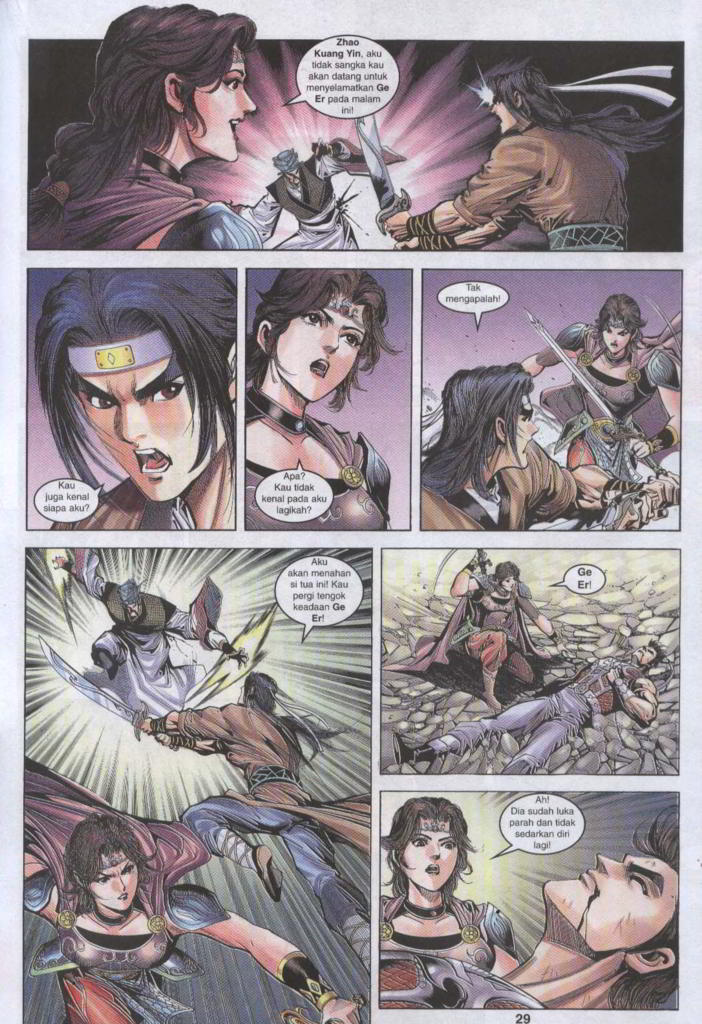 Zhao
Kuang Yin, aku
tidak sangka kau
akan datang untuk
menyelamatkan Ge
Er pada malam
ini!
Kau
juga kenal
siapa aku?
Apa?
Kau tidak
kenal pada aku
lagikah?
Tak
mengapalah!
Aku
akan menahan
si tua ini! Kau
pergi tengok
keadaan Ge
Er!
Ge
Er!
Ah!
Dia sudah luka
parah dan tidak
sedarkan diri
lagi!
29